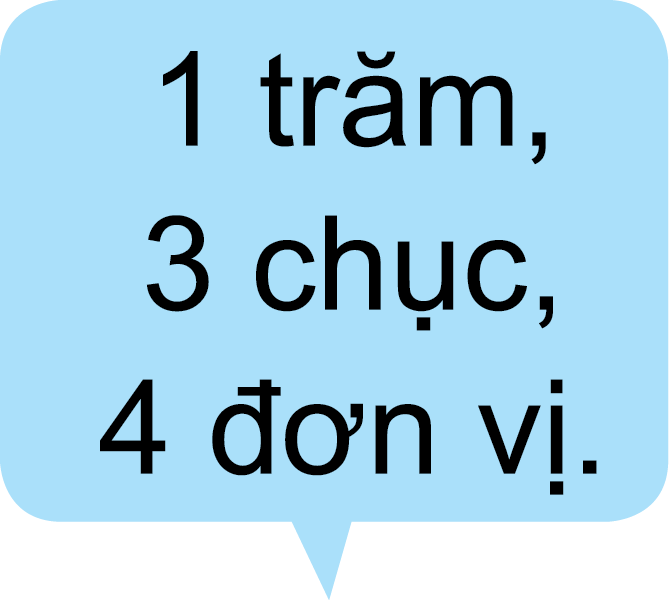 1 trăm,
3 chục,
4 đơn vị.